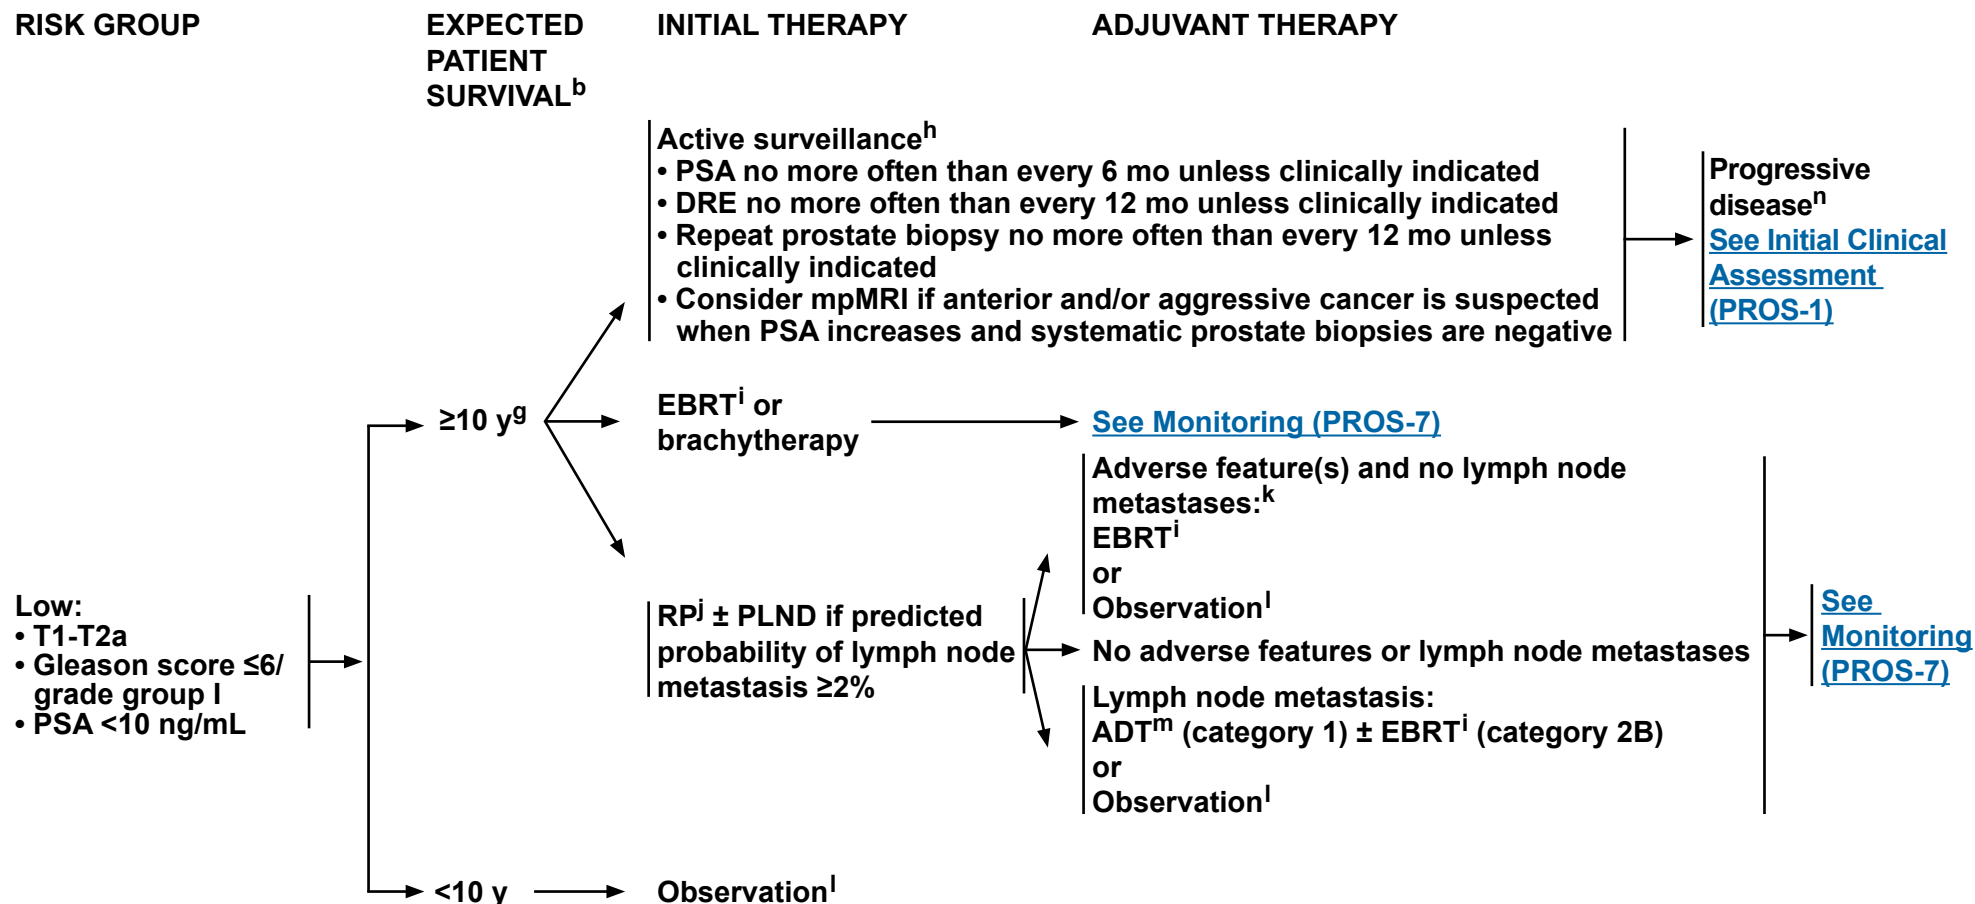 RISK GROUP
EXPECTED
PATIENT
SURVIVALb
INITIAL THERAPY
ADJUVANT THERAPY
Low:
• T1-T2a
• Gleason score ≤6/
grade group I
• PSA <10 ng/mL
≥10 yg
Active surveillanceh
• PSA no more often than every 6 mo unless clinically indicated
• DRE no more often than every 12 mo unless clinically indicated
• Repeat prostate biopsy no more often than every 12 mo unless
clinically indicated
• Consider mpMRI if anterior and/or aggressive cancer is suspected
when PSA increases and systematic prostate biopsies are negative
Progressive
diseasen
See Initial Clinical
Assessment
(PROS-1)
EBRTi or
brachytherapy
See Monitoring (PROS-7)
RPj ± PLND if predicted
probability of lymph node
metastasis ≥2%
Adverse feature(s) and no lymph node
metastases:k
EBRTi
or
Observationl
No adverse features or lymph node metastases
Lymph node metastasis:
ADTm (category 1) ± EBRTi (category 2B)
or
Observationl
See
Monitoring
(PROS-7)
<10 y
Observationl